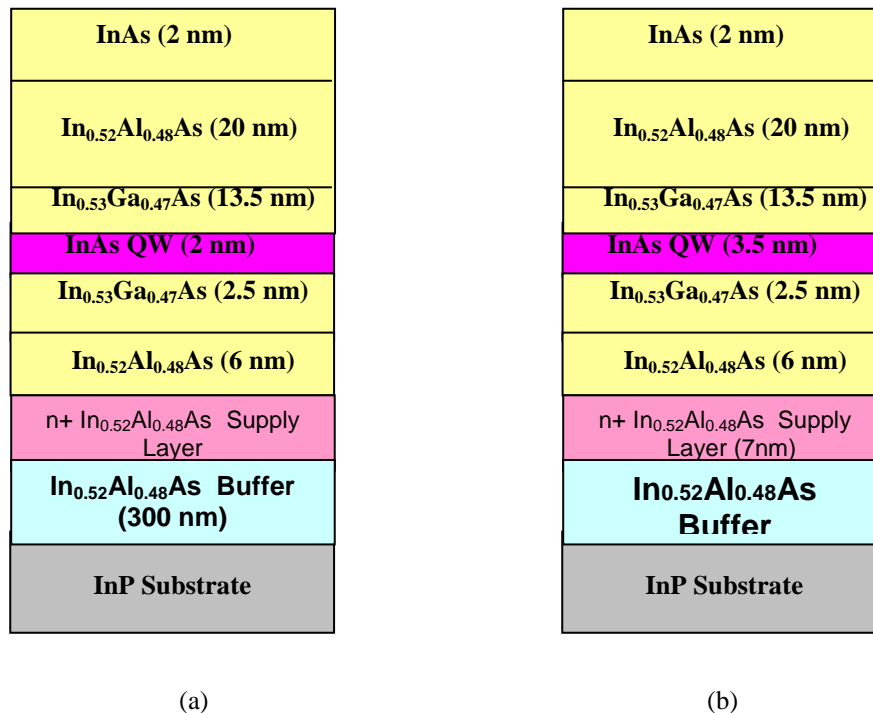 InAs (2 nm)
In₀.₅₂Al₀.₄₈As (20 nm)
In₀.₅₃Ga₀.₄₇As (13.5 nm)
InAs QW (2 nm)
In₀.₅₃Ga₀.₄₇As (2.5 nm)
In₀.₅₂Al₀.₄₈As (6 nm)
n+ In₀.₅₂Al₀.₄₈As Supply
Layer
In₀.₅₂Al₀.₄₈As Buffer
(300 nm)
InP Substrate
(a)
InAs (2 nm)
In₀.₅₂Al₀.₄₈As (20 nm)
In₀.₅₃Ga₀.₄₇As (13.5 nm)
InAs QW (3.5 nm)
In₀.₅₃Ga₀.₄₇As (2.5 nm)
In₀.₅₂Al₀.₄₈As (6 nm)
n+ In₀.₅₂Al₀.₄₈As Supply
Layer (7nm)
In₀.₅₂Al₀.₄₈As
Buffer
InP Substrate
(b)